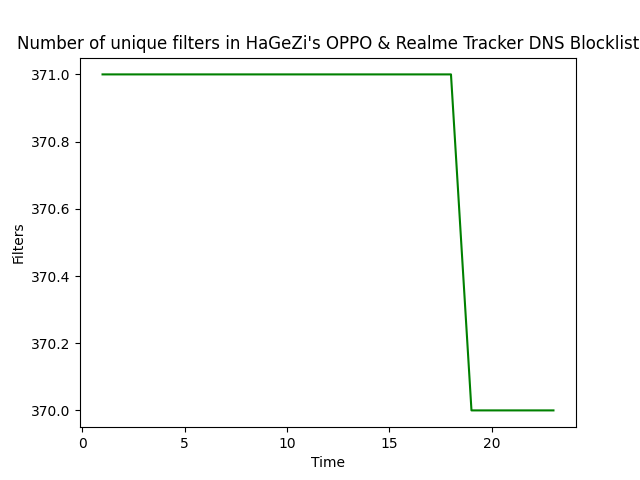 Number of unique filters in HaGeZi's OPPO & Realme Tracker DNS Blocklist
371.0
370.8
370.6
370.4
370.2
370.0
Filters
0 5 10 15 20
Time